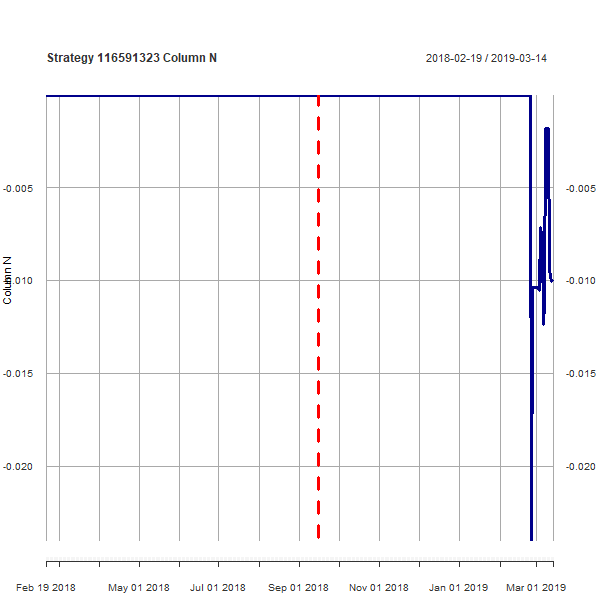 Strategy 116591323 Column N
2018-02-19 / 2019-03-14
-0.005 -0.005
Column N
-0.010 -0.010
-0.015 -0.015
-0.020 -0.020
Feb 19 2018 May 01 2018 Jul 01 2018 Sep 01 2018 Nov 01 2018 Jan 01 2019 Mar 01 2019